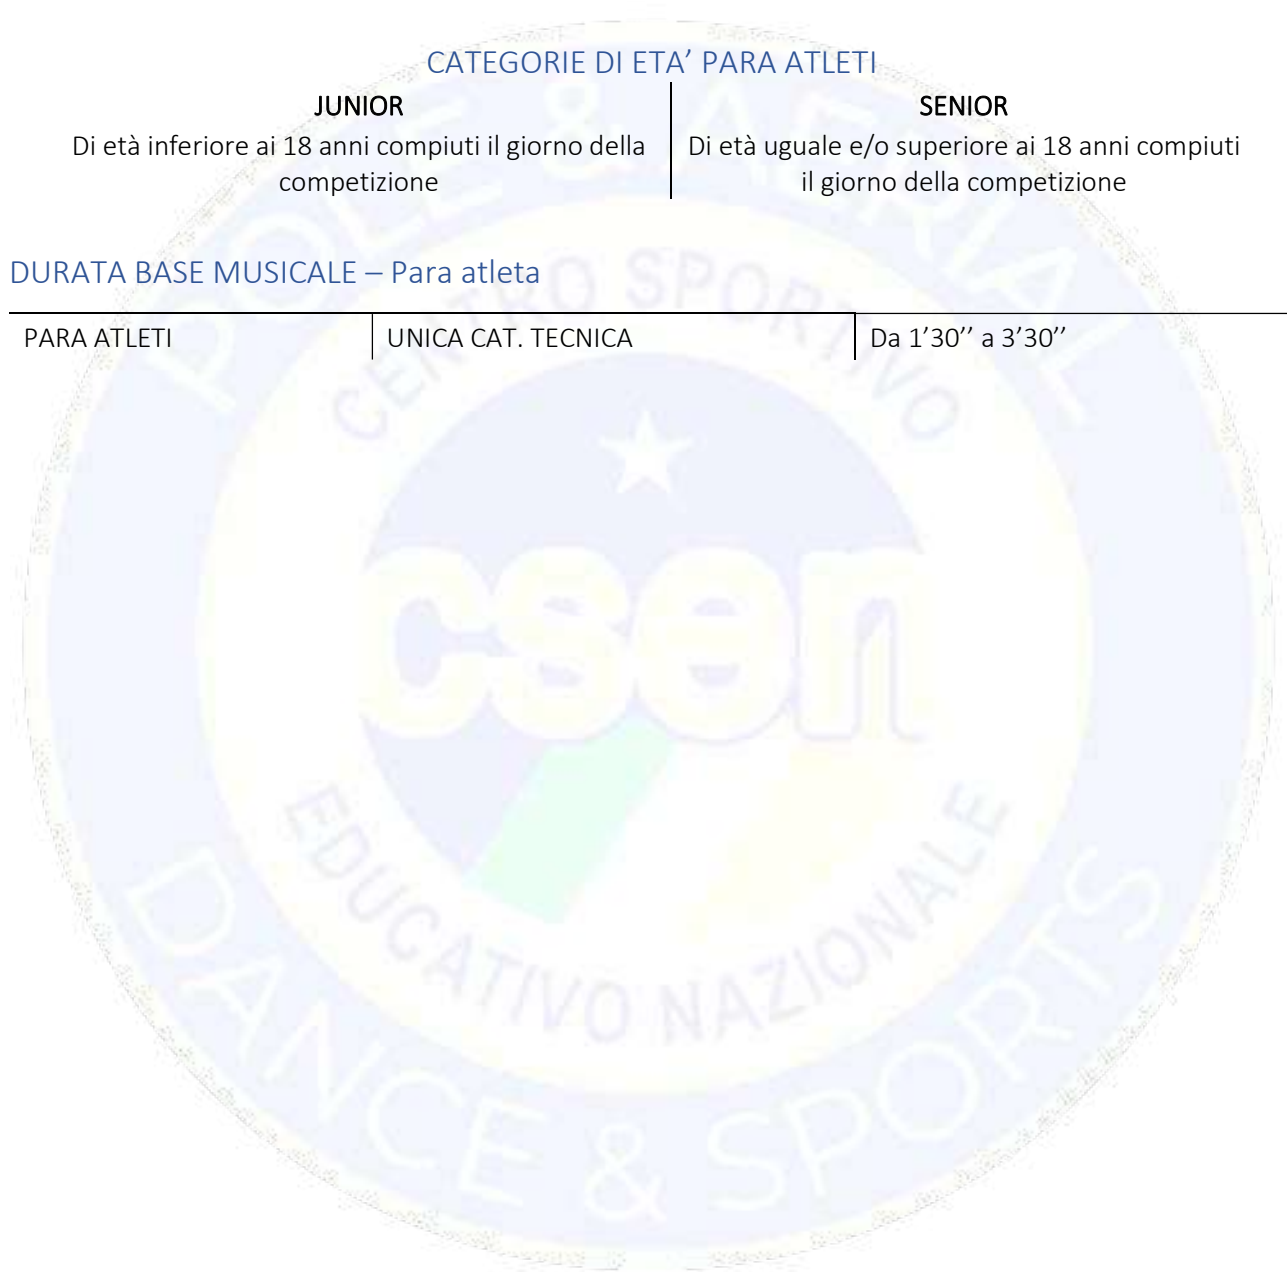 CATEGORIE DI ETA’ PARA ATLETI
JUNIOR
Di età inferiore ai 18 anni compiuti il giorno della
competizione
SENIOR
Di età uguale e/o superiore ai 18 anni compiuti
il giorno della competizione
DURATA BASE MUSICALE – Para atleta
PARA ATLETI UNICA CAT. TECNICA Da 1’30’’ a 3’30’’
POLE & AERIAL
CENTRO SPORTIVO
csen
EDUCATIVO NAZIONALE
DANCE & SPORTS